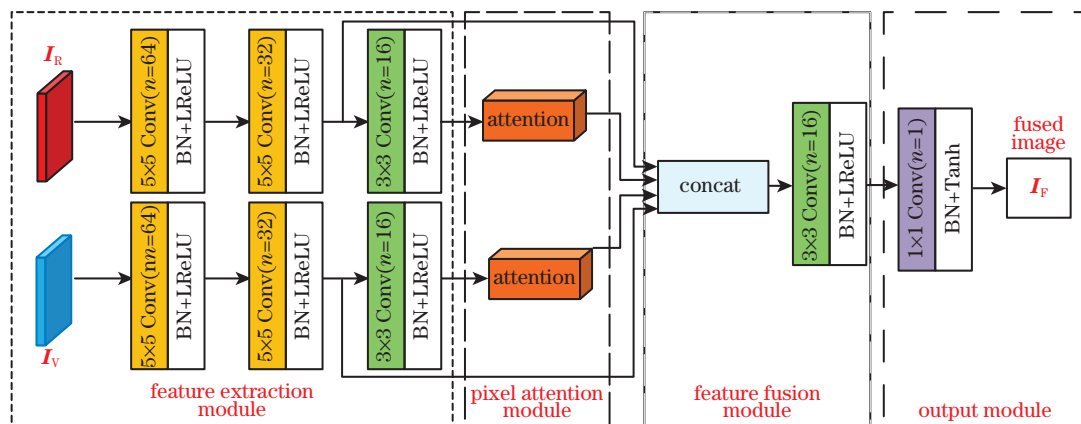 I_R
5×5 Conv(n=64)
BN+LReLU
5×5 Conv(n=32)
BN+LReLU
3×3 Conv(n=16)
BN+LReLU
attention
I_V
5×5 Conv(nm=64)
BN+LReLU
5×5 Conv(n=32)
BN+LReLU
3×3 Conv(n=16)
BN+LReLU
attention
concat
3×3 Conv(n=16)
BN+LReLU
1×1 Conv(n=1)
BN+Tanh
fused
image
I_F
feature extraction
module
pixel attention
module
feature fusion
module
output module